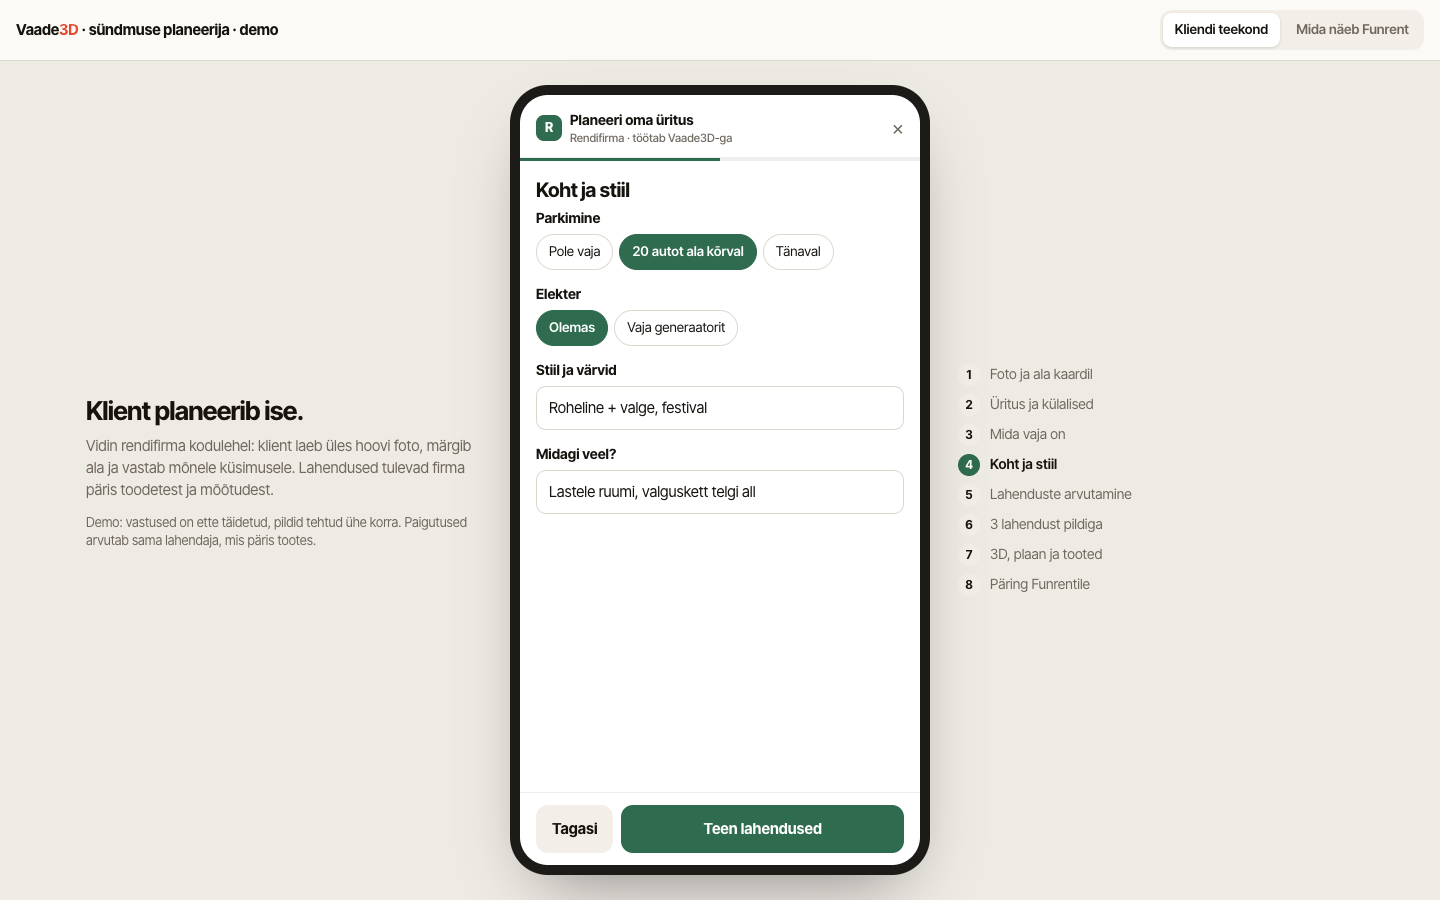 Vaade3D · sündmuse planeerija · demo
Kliendi teekond
Mida näeb Funrent
Klient planeerib ise.
Vidin rendifirma kodulehel: klient laeb üles hoovi foto, märgib
ala ja vastab mõnele küsimusele. Lahendused tulevad firma
päris toodetest ja mõõtudest.
Demo: vastused on ette täidetud, pildid tehtud ühe korra. Paigutused
arvutab sama lahendaja, mis päris tootes.
R
Planeeri oma üritus
Rendifirma · töötab Vaade3D-ga
×
Koht ja stiil
Parkimine
Pole vaja
20 autot ala kõrval
Tänaval
Elekter
Olemas
Vaja generaatorit
Stiil ja värvid
Roheline + valge, festival
Midagi veel?
Lastele ruumi, valguskett telgi all
Tagasi
Teen lahendused
1 Foto ja ala kaardil
2 Üritus ja külalised
3 Mida vaja on
4 Koht ja stiil
5 Lahenduste arvutamine
6 3 lahendust pildiga
7 3D, plaan ja tooted
8 Päring Funrentile